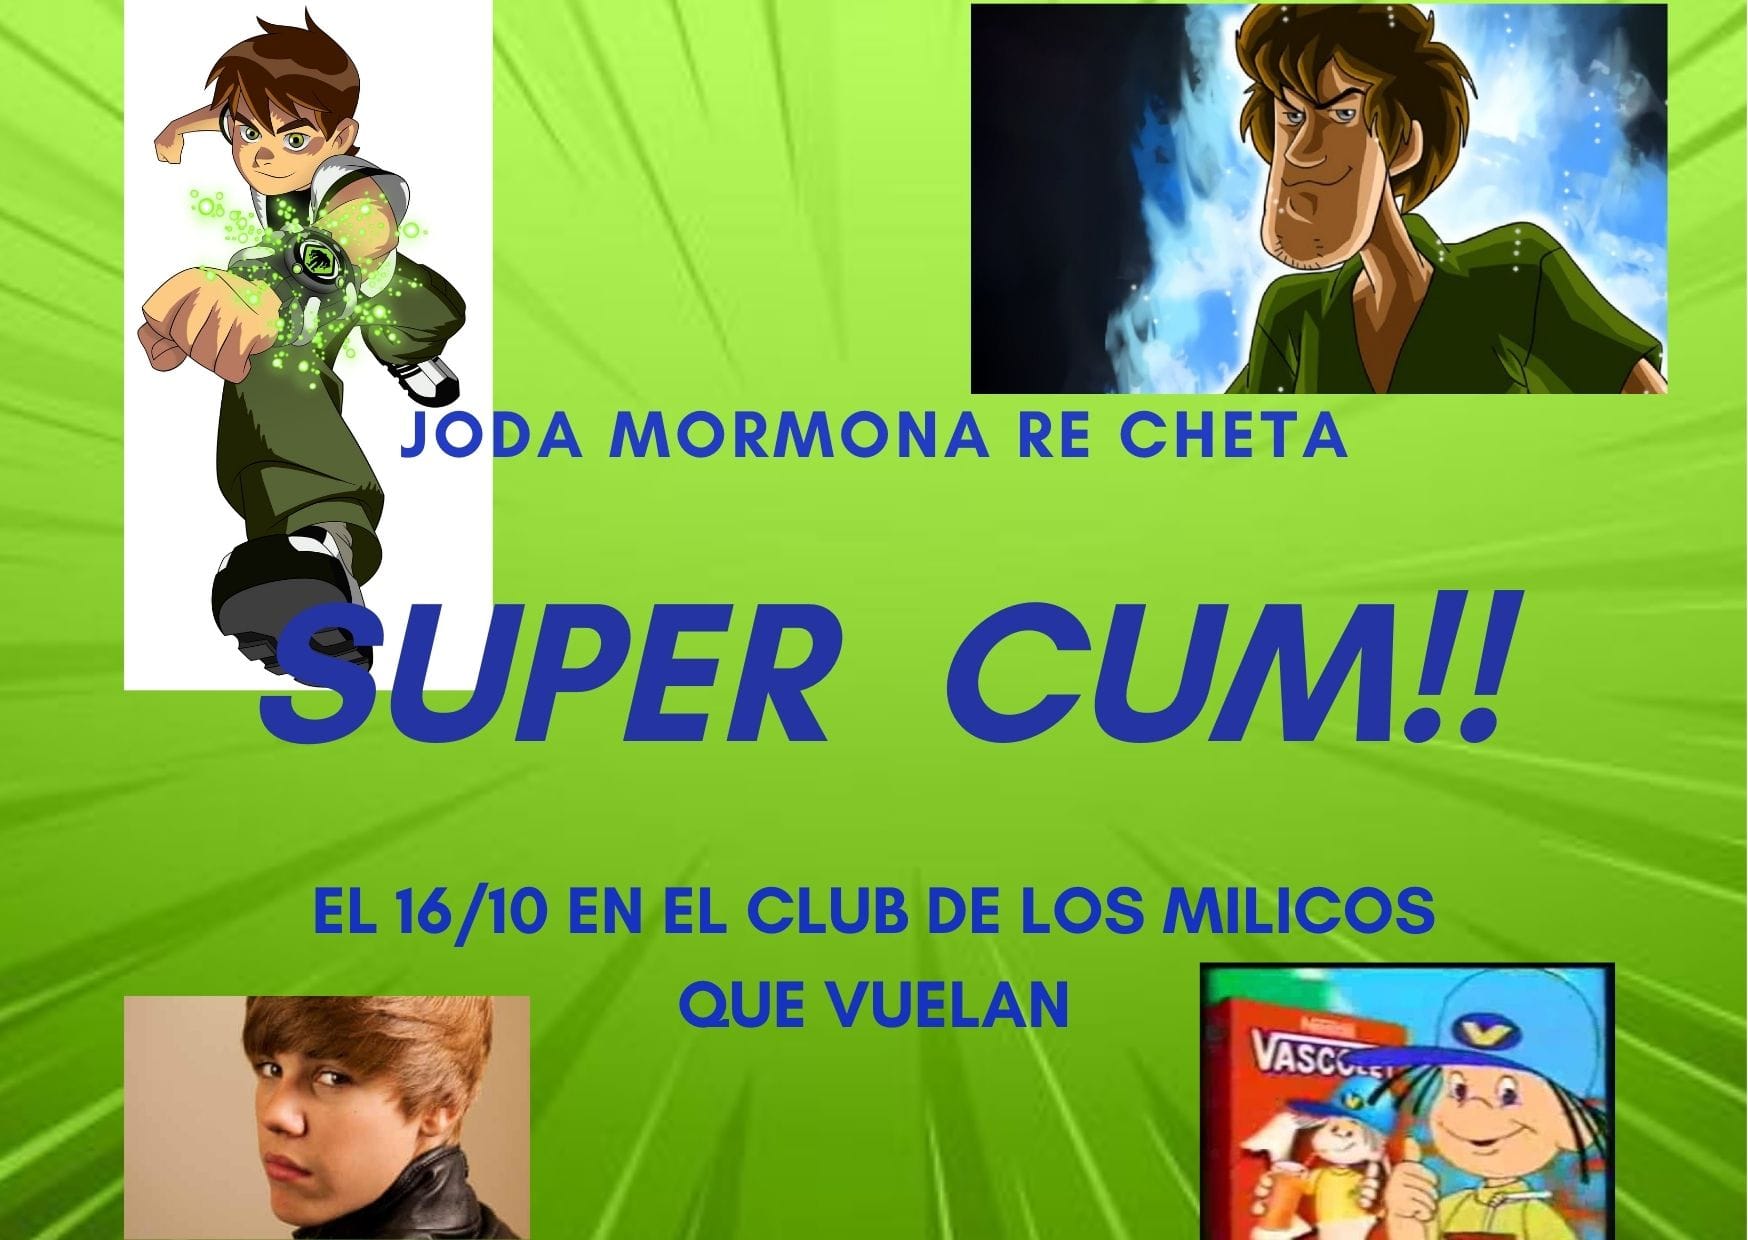 JODA MORMONA RE CHETA
SUPER CUM!!
EL 16/10 EN EL CLUB DE LOS MILICOS
QUE VUELAN
V